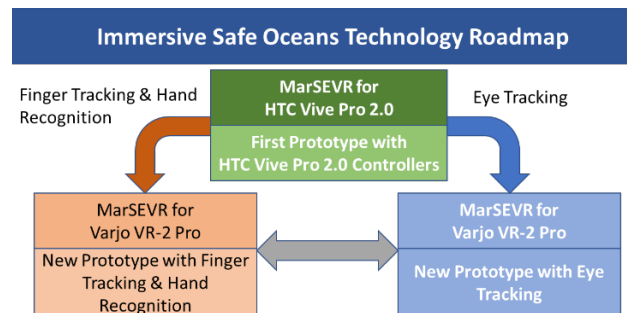 Immersive Safe Oceans Technology Roadmap
Finger Tracking & Hand
Recognition
MarSEVR for
HTC Vive Pro 2.0
First Prototype with
HTC Vive Pro 2.0 Controllers
Eye Tracking
MarSEVR for
Varjo VR-2 Pro
New Prototype with Finger
Tracking & Hand
Recognition
MarSEVR for
Varjo VR-2 Pro
New Prototype with Eye
Tracking